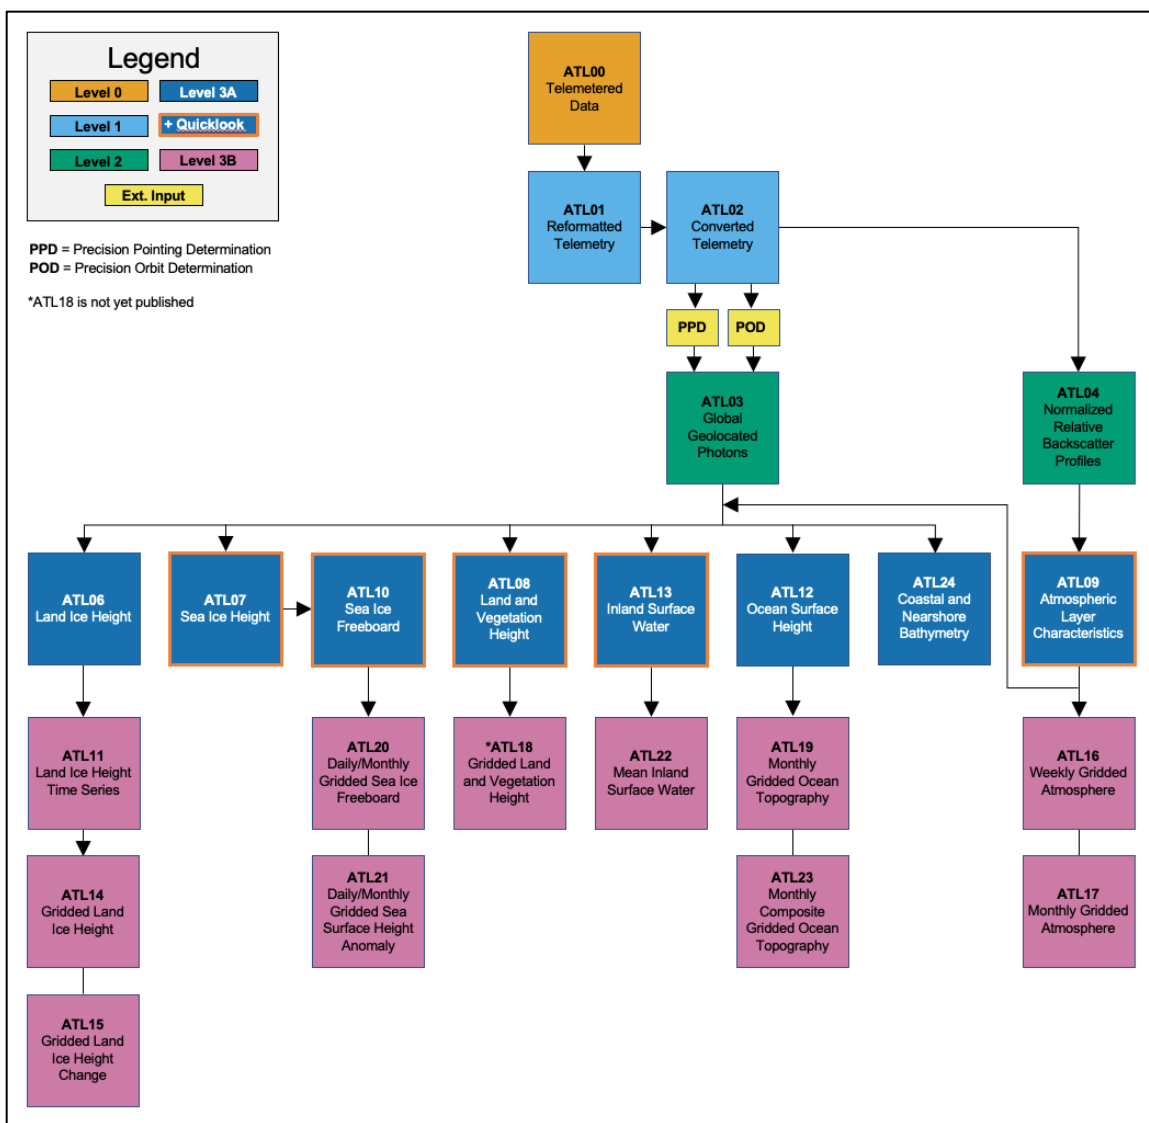 Legend
Level 0
Level 3A
Level 1
+ Quicklook
Level 2
Level 3B
Ext. Input
PPD = Precision Pointing Determination
POD = Precision Orbit Determination
*ATL18 is not yet published
ATL00
Telemetered
Data
ATL01
Reformatted
Telemetry
ATL02
Converted
Telemetry
PPD
POD
ATL03
Global
Geolocated
Photons
ATL04
Normalized
Relative
Backscatter
Profiles
ATL06
Land Ice Height
ATL07
Sea Ice Height
ATL10
Sea Ice
Freeboard
ATL08
Land and
Vegetation
Height
ATL13
Inland Surface
Water
ATL12
Ocean Surface
Height
ATL24
Coastal and
Nearshore
Bathymetry
ATL09
Atmospheric
Layer
Characteristics
ATL11
Land Ice Height
Time Series
ATL20
Daily/Monthly
Gridded Sea Ice
Freeboard
*ATL18
Gridded Land
and Vegetation
Height
ATL22
Mean Inland
Surface Water
ATL19
Monthly
Gridded Ocean
Topography
ATL16
Weekly Gridded
Atmosphere
ATL14
Gridded Land
Ice Height
ATL21
Daily/Monthly
Gridded Sea
Surface Height
Anomaly
ATL23
Monthly
Composite
Gridded Ocean
Topography
ATL17
Monthly Gridded
Atmosphere
ATL15
Gridded Land
Ice Height
Change